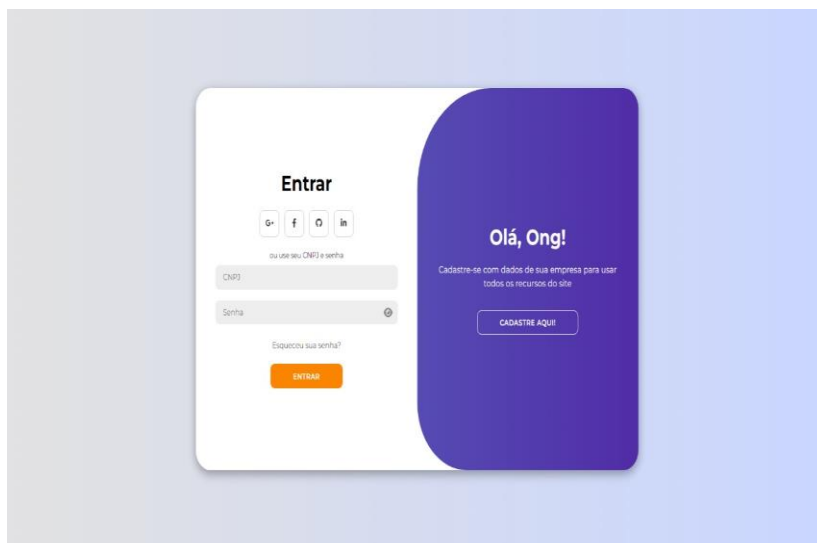 Entrar
G+ f in
ou use seu CNPJ e senha
CNPJ
Senha
Esqueceu sua senha?
ENTRAR
Olá, Ong!
Cadastre-se com dados de sua empresa para usar
todos os recursos do site
CADASTRE AQUI!